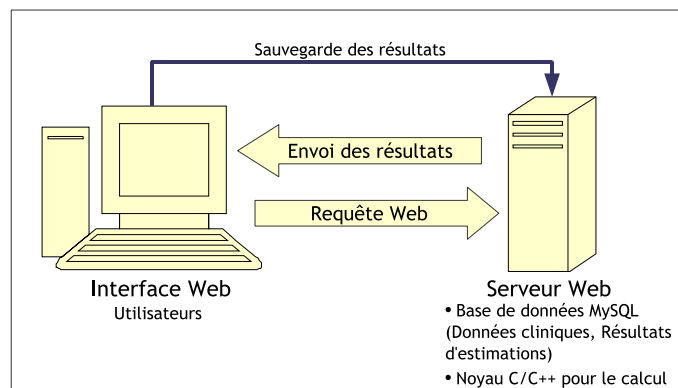 Sauvegarde des résultats
Envoi des résultats
Requête Web
Interface Web
Utilisateurs
Serveur Web
• Base de données MySQL
(Données cliniques, Résultats
d'estimations)
• Noyau C/C++ pour le calcul